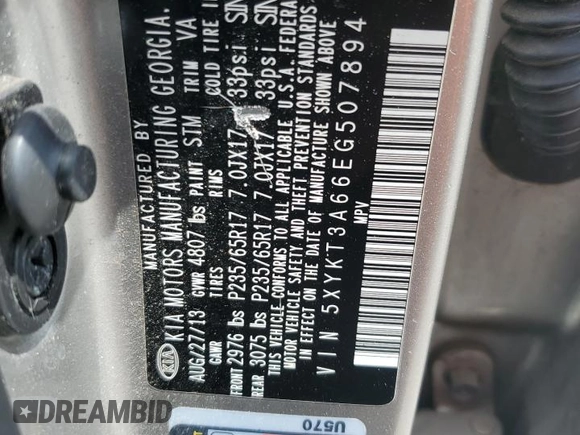 MANUFACTURED BY
KIA KIA MOTORS MANUFACTURING GEORGIA.
AUG/27/13 GVWR 4807 lbs PAINT STM TRIM VA
GAWR TIRES RIMS COLD TIRE
FRONT 2976 lbs P235/65R17 7.0JX17 33psi
REAR 3075 lbs P235/65R17 7.0JX17 33psi
THIS VEHICLE CONFORMS TO ALL APPLICABLE U.S.A. FEDERA
MOTOR VEHICLE SAFETY AND THEFT PREVENTION STANDARDS
IN EFFECT ON THE DATE OF MANUFACTURE SHOWN ABOVE
VIN 5XYKT3A66EG507894
MPV
U570
DREAMBID